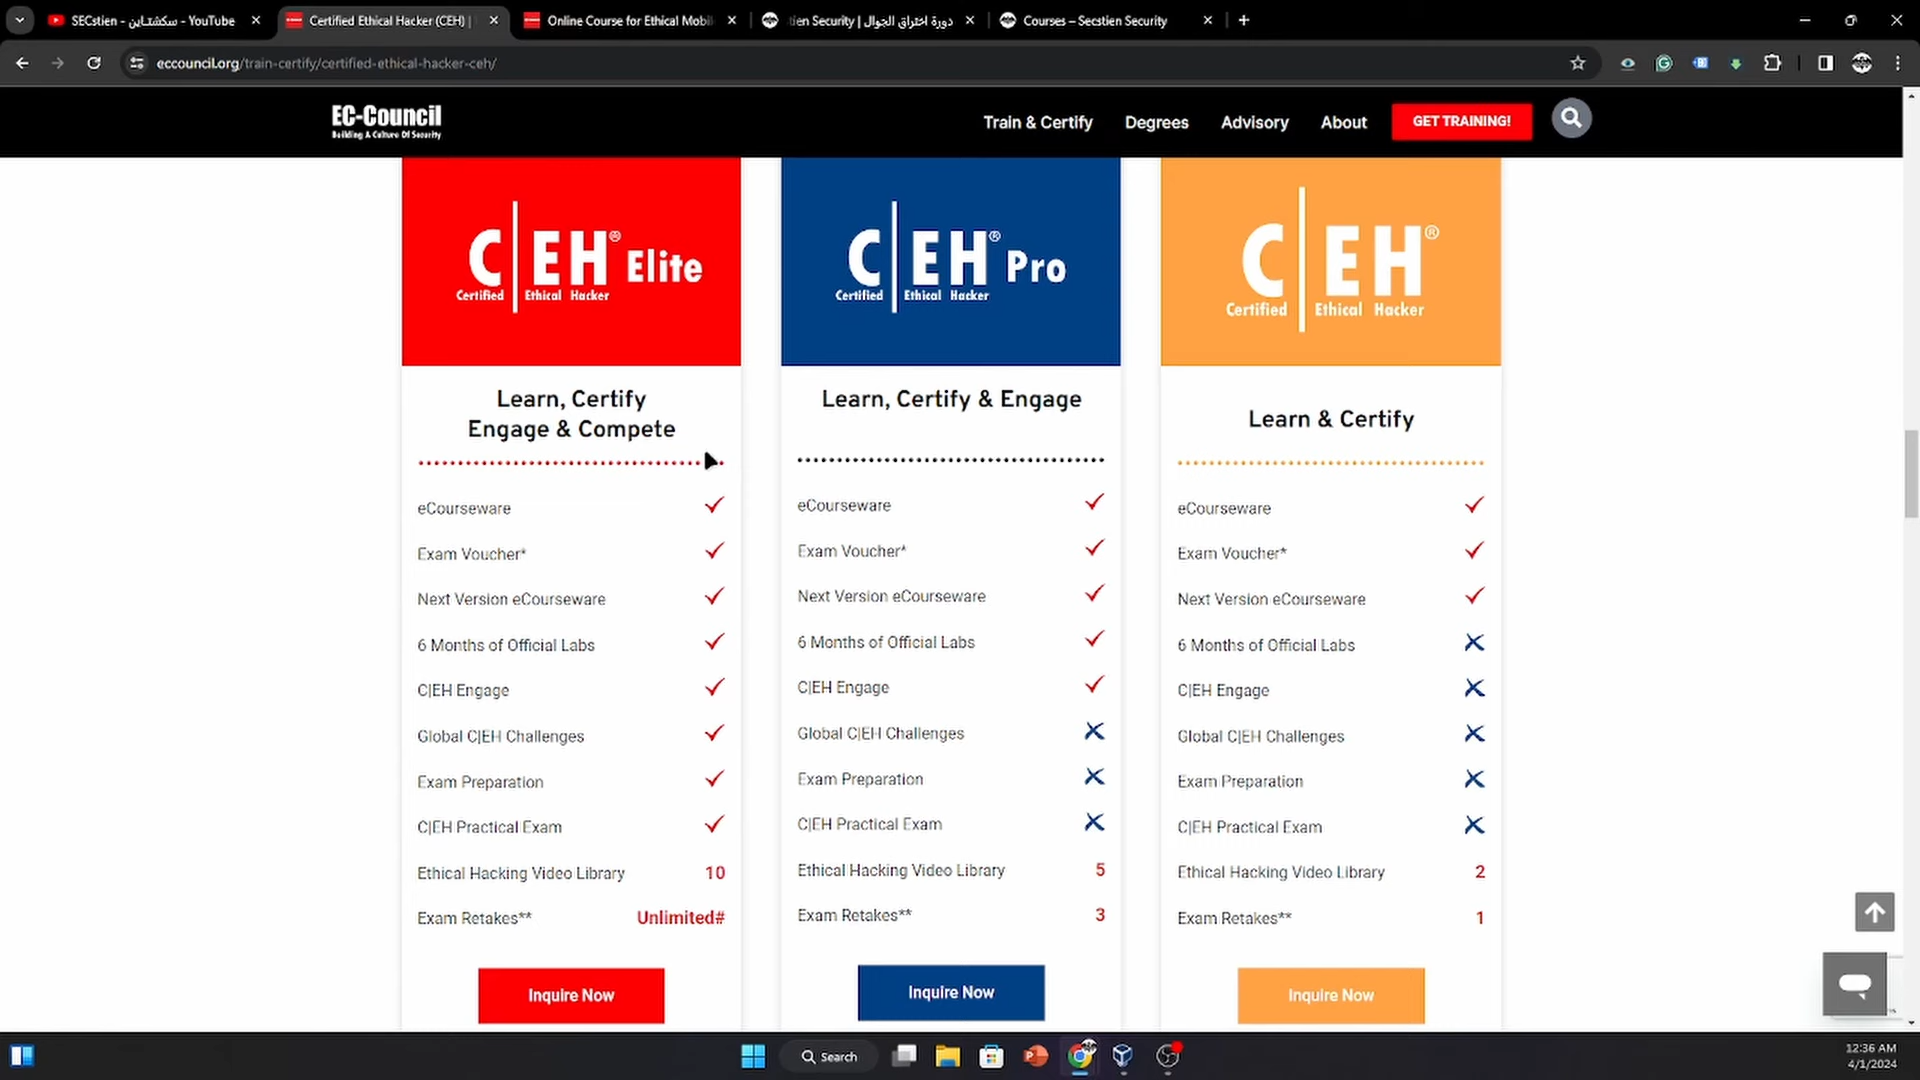 SECstien - سكشتاين - YouTube
Certified Ethical Hacker (CEH) |
Online Course for Ethical Mobil
دورة اختراق الجوال | tien Security
Courses – Secstien Security
eccouncil.org/train-certify/certified-ethical-hacker-ceh/
EC-Council
Building A Culture Of Security
Train & Certify
Degrees
Advisory
About
GET TRAINING!
C|EH® Elite
Certified Ethical Hacker
C|EH® Pro
Certified Ethical Hacker
C|EH®
Certified Ethical Hacker
Learn, Certify
Engage & Compete
eCourseware
Exam Voucher*
Next Version eCourseware
6 Months of Official Labs
C|EH Engage
Global C|EH Challenges
Exam Preparation
C|EH Practical Exam
Ethical Hacking Video Library 10
Exam Retakes** Unlimited#
Inquire Now
Learn, Certify & Engage
eCourseware
Exam Voucher*
Next Version eCourseware
6 Months of Official Labs
C|EH Engage
Global C|EH Challenges
Exam Preparation
C|EH Practical Exam
Ethical Hacking Video Library 5
Exam Retakes** 3
Inquire Now
Learn & Certify
eCourseware
Exam Voucher*
Next Version eCourseware
6 Months of Official Labs
C|EH Engage
Global C|EH Challenges
Exam Preparation
C|EH Practical Exam
Ethical Hacking Video Library 2
Exam Retakes** 1
Inquire Now
Search
12:36 AM
4/1/2024